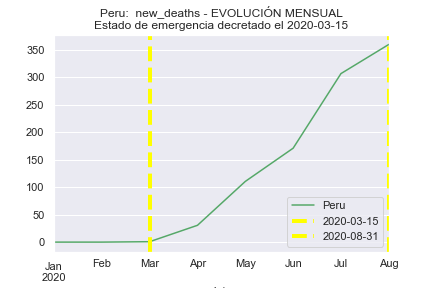 Peru:  new_deaths - EVOLUCIÓN MENSUAL
Estado de emergencia decretado el 2020-03-15
350
300
250
200
150
100
50
0
Jan
2020
Feb
Mar
Apr
May
Jun
Jul
Aug
Peru
2020-03-15
2020-08-31